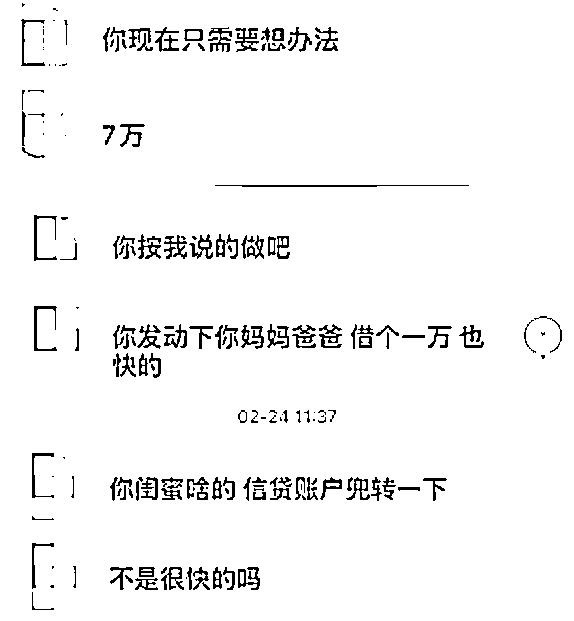 你现在只需要想办法
7万
你按我说的做吧
你发动下你妈妈爸爸 借个一万 也
快的
02-24 11:37
你闺蜜啥的 信贷账户兜转一下
不是很快的吗